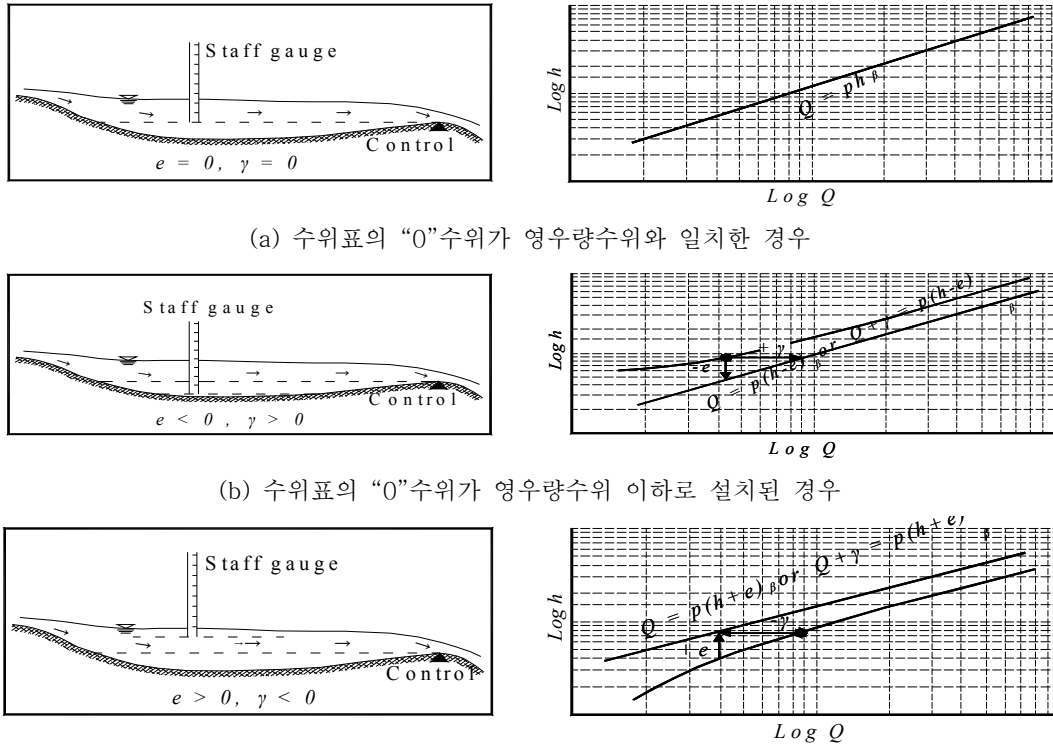 Staff gauge
Control
e = 0, γ = 0
Log h
Q = ph β
Log Q
(a) 수위표의 “0”수위가 영우량수위와 일치한 경우
Staff gauge
Control
e < 0, γ > 0
Log h
-e
+ γ
Q = p(h-e) β or Q+γ = p(h-e) β
Log Q
(b) 수위표의 “0”수위가 영우량수위 이하로 설치된 경우
Staff gauge
Control
e > 0, γ < 0
Log h
e
γ
Q = p(h+e) β or Q+γ = p(h+e) β
Log Q